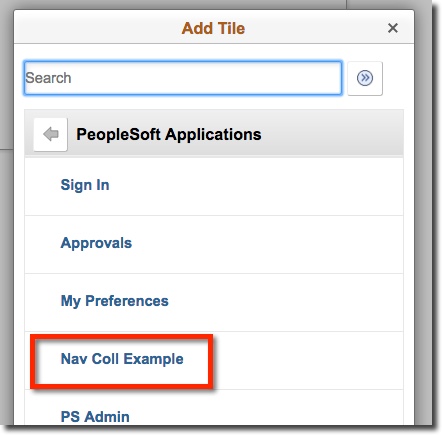 Add Tile
Search
PeopleSoft Applications
Sign In
Approvals
My Preferences
Nav Coll Example
PS Admin